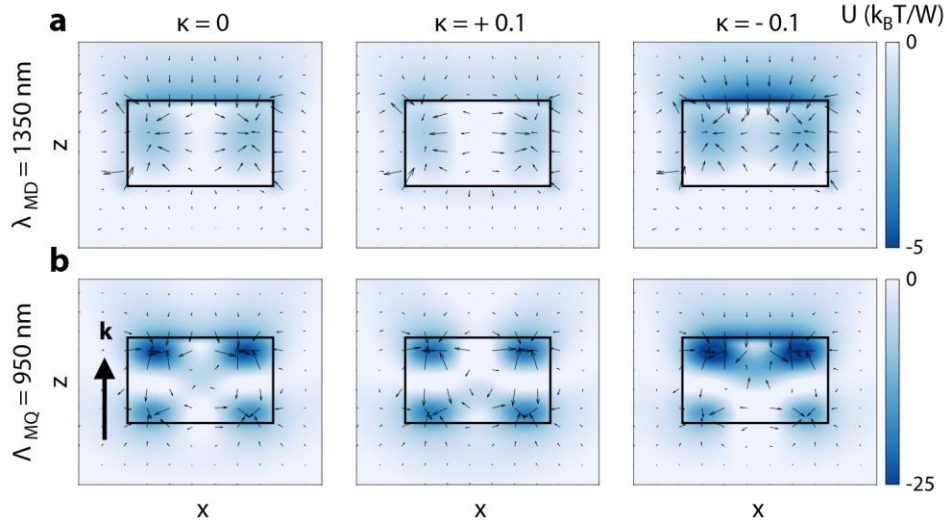 a
κ = 0
κ = + 0.1
κ = - 0.1
U (k_BT/W)
0
-5
z
λ_MD = 1350 nm
b
k
0
-25
z
Λ_MQ = 950 nm
x